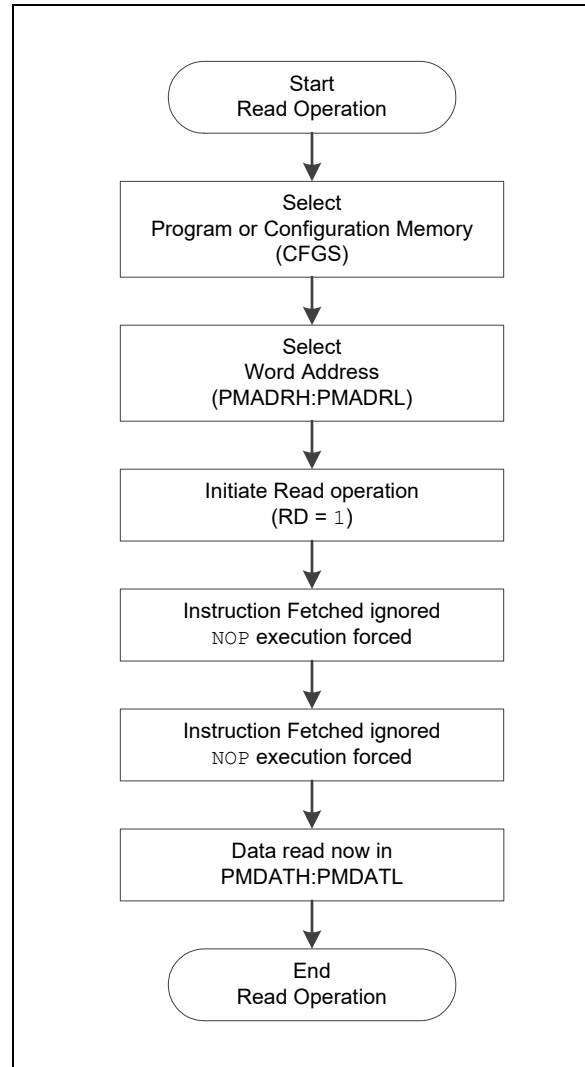 Start
Read Operation
Select
Program or Configuration Memory
(CFGS)
Select
Word Address
(PMADRH:PMADRL)
Initiate Read operation
(RD = 1)
Instruction Fetched ignored
NOP execution forced
Instruction Fetched ignored
NOP execution forced
Data read now in
PMDATH:PMDATL
End
Read Operation